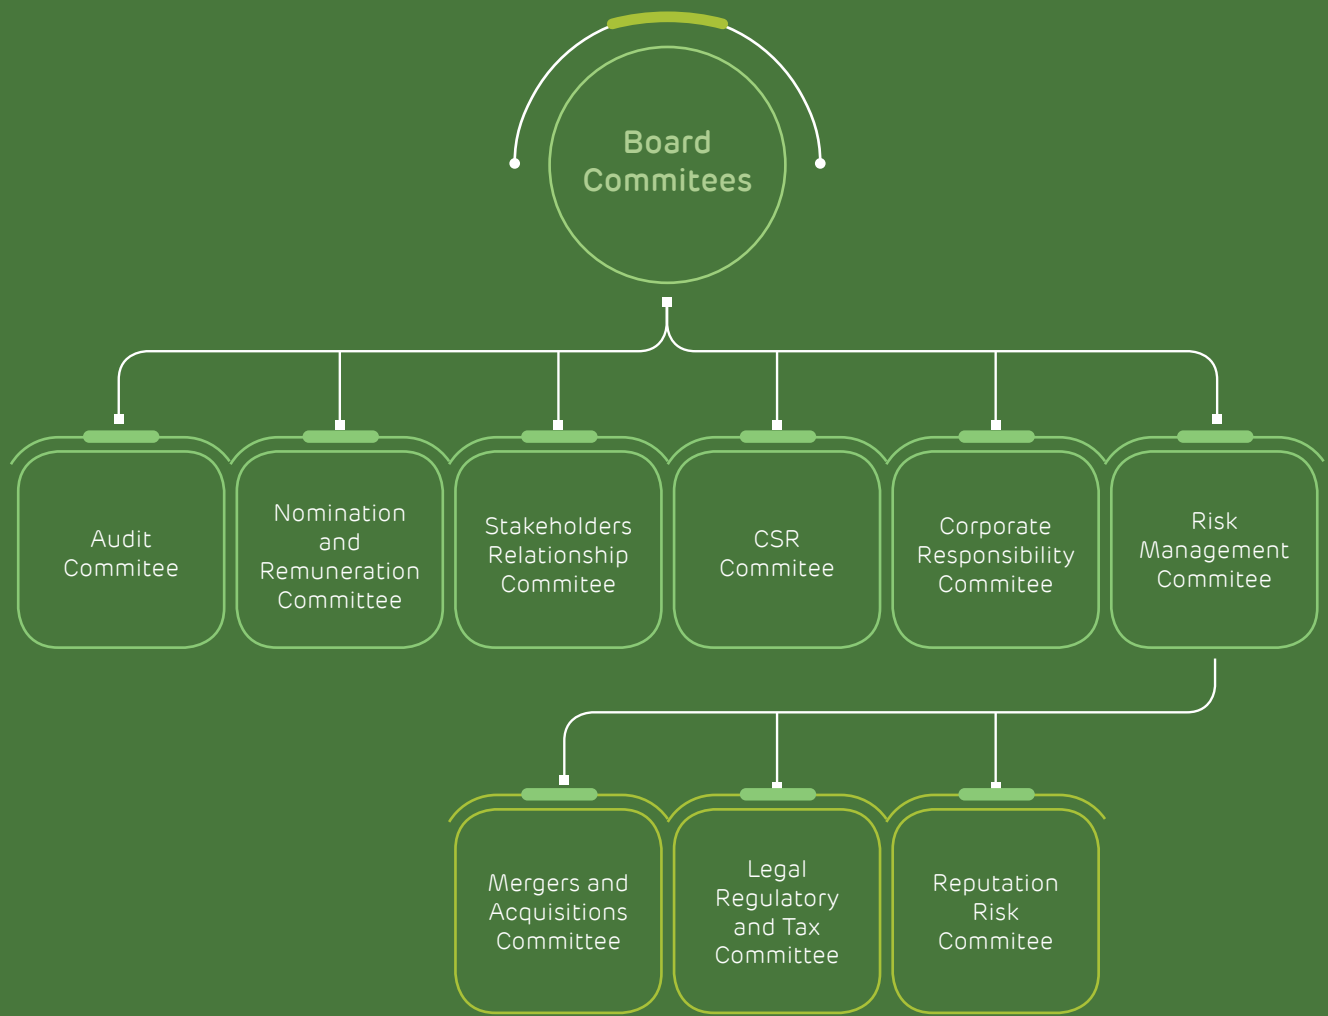 Board
Commitees
Audit
Commitee
Nomination
and
Remuneration
Committee
Stakeholders
Relationship
Commitee
CSR
Commitee
Corporate
Responsibility
Commitee
Risk
Management
Commitee
Mergers and
Acquisitions
Committee
Legal
Regulatory
and Tax
Committee
Reputation
Risk
Commitee